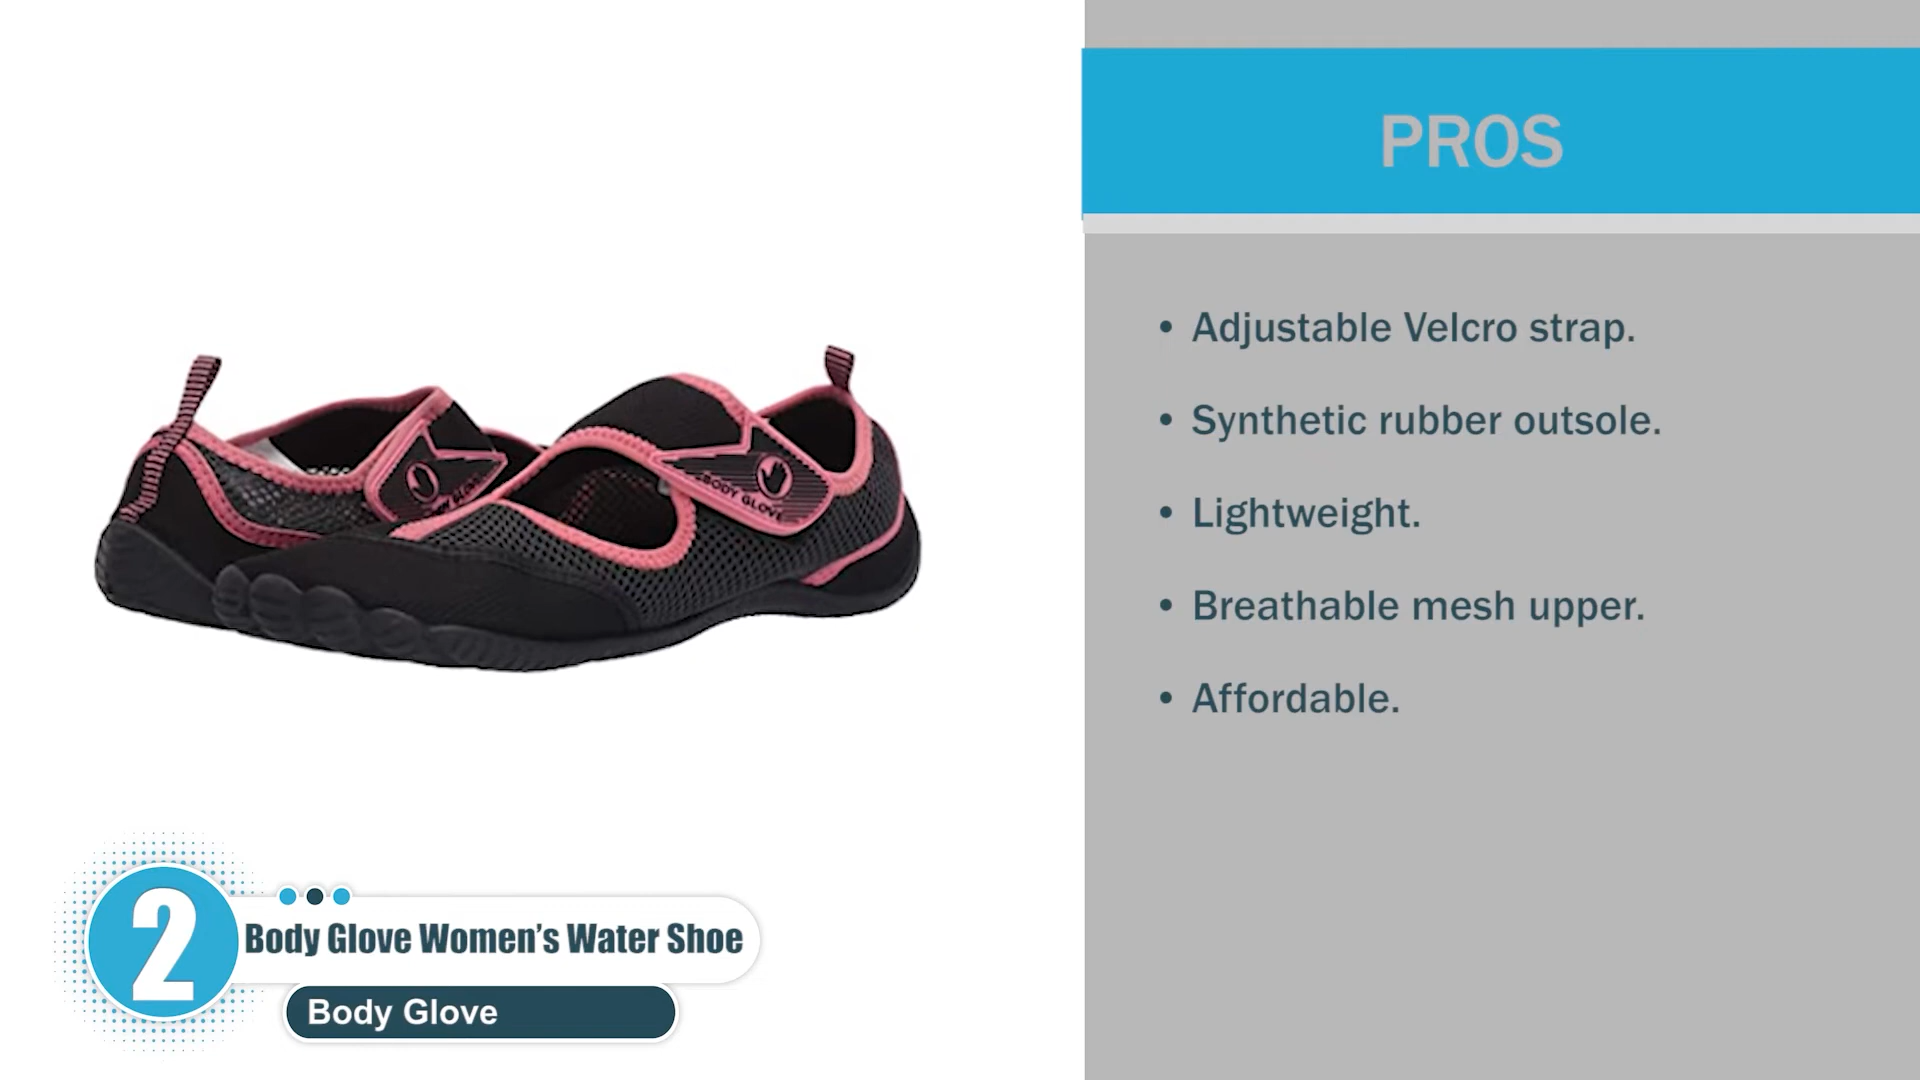 PROS
• Adjustable Velcro strap.
• Synthetic rubber outsole.
• Lightweight.
• Breathable mesh upper.
• Affordable.
BODY GLOVE
2
Body Glove Women's Water Shoe
Body Glove